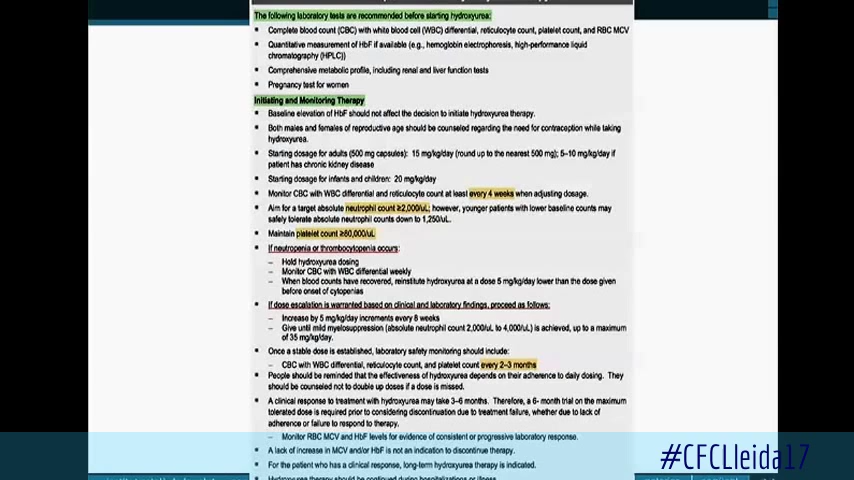 The following laboratory tests are recommended before starting hydroxyurea:
▪ Complete blood count (CBC) with white blood cell (WBC) differential, reticulocyte count, platelet count, and RBC MCV
▪ Quantitative measurement of HbF if available (e.g., hemoglobin electrophoresis, high-performance liquid
chromatography (HPLC))
▪ Comprehensive metabolic profile, including renal and liver function tests
▪ Pregnancy test for women
Initiating and Monitoring Therapy
▪ Baseline elevation of HbF should not affect the decision to initiate hydroxyurea therapy.
▪ Both males and females of reproductive age should be counseled regarding the need for contraception while taking
hydroxyurea.
▪ Starting dosage for adults (500 mg capsules): 15 mg/kg/day (round up to the nearest 500 mg); 5–10 mg/kg/day if
patient has chronic kidney disease
▪ Starting dosage for infants and children: 20 mg/kg/day
▪ Monitor CBC with WBC differential and reticulocyte count at least every 4 weeks when adjusting dosage.
▪ Aim for a target absolute neutrophil count ≥2,000/uL; however, younger patients with lower baseline counts may
safely tolerate absolute neutrophil counts down to 1,250/uL.
▪ Maintain platelet count ≥80,000/uL
▪ If neutropenia or thrombocytopenia occurs:
– Hold hydroxyurea dosing
– Monitor CBC with WBC differential weekly
– When blood counts have recovered, reinstitute hydroxyurea at a dose 5 mg/kg/day lower than the dose given
before onset of cytopenias
▪ If dose escalation is warranted based on clinical and laboratory findings, proceed as follows:
– Increase by 5 mg/kg/day increments every 8 weeks
– Give until mild myelosuppression (absolute neutrophil count 2,000/uL to 4,000/uL) is achieved, up to a maximum
of 35 mg/kg/day.
▪ Once a stable dose is established, laboratory safety monitoring should include:
– CBC with WBC differential, reticulocyte count, and platelet count every 2–3 months
▪ People should be reminded that the effectiveness of hydroxyurea depends on their adherence to daily dosing. They
should be counseled not to double up doses if a dose is missed.
▪ A clinical response to treatment with hydroxyurea may take 3–6 months. Therefore, a 6- month trial on the maximum
tolerated dose is required prior to considering discontinuation due to treatment failure, whether due to lack of
adherence or failure to respond to therapy.
– Monitor RBC MCV and HbF levels for evidence of consistent or progressive laboratory response.
▪ A lack of increase in MCV and/or HbF is not an indication to discontinue therapy.
▪ For the patient who has a clinical response, long-term hydroxyurea therapy is indicated.
▪ Hydroxyurea therapy should be continued during hospitalizations or illness.
#CFCLleida17